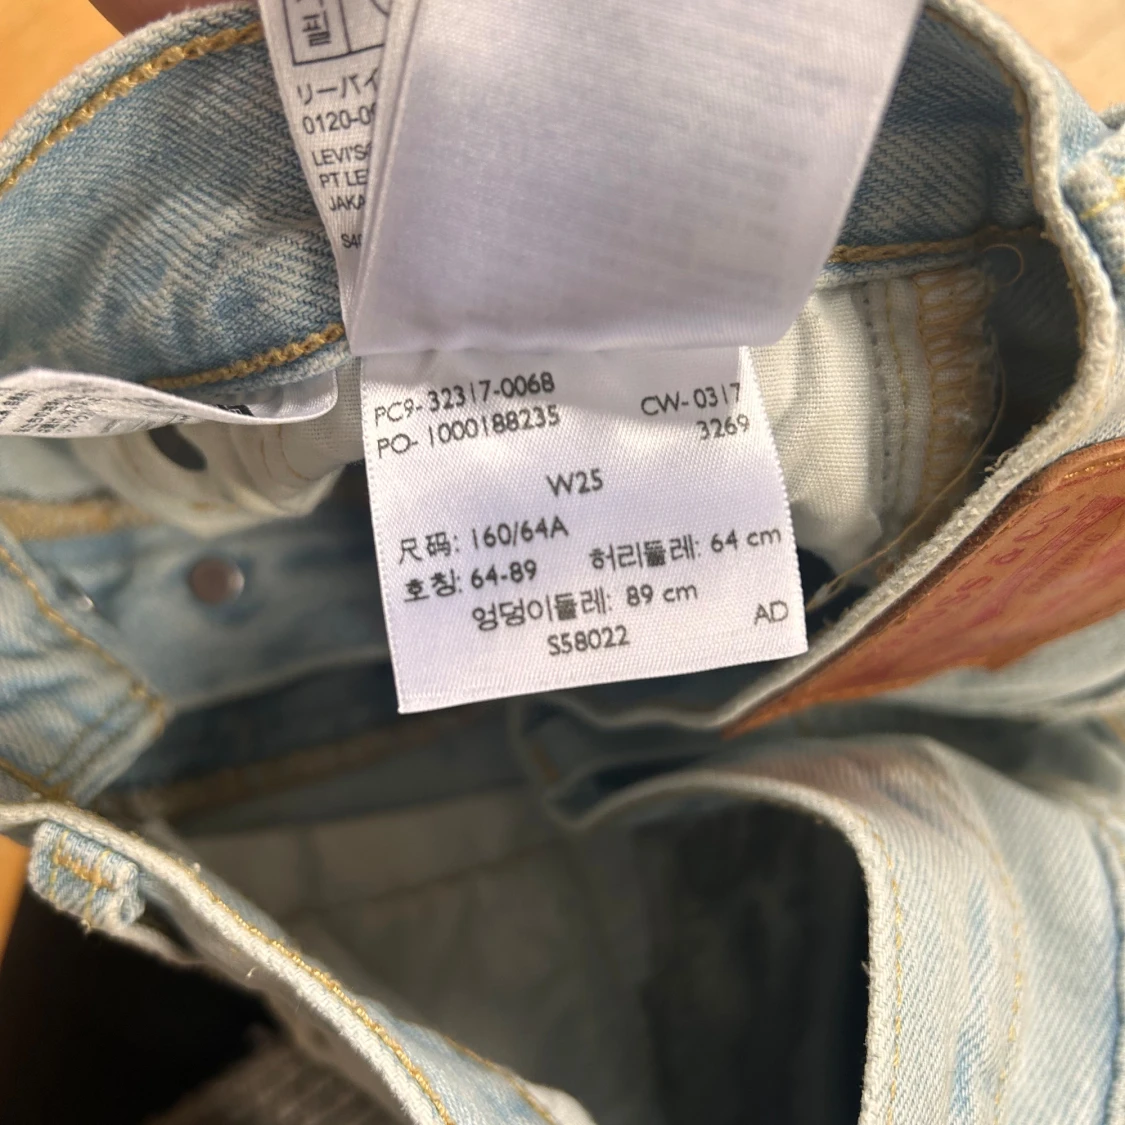 リーバイ
0120-0
LEVI'S
PT LE
JAKA
PC9- 32317-0068
CW- 0317
PO- 1000188235
3269
W25
尺码: 160/64A
호칭: 64-89
허리둘레: 64 cm
엉덩이둘레: 89 cm
S58022
AD